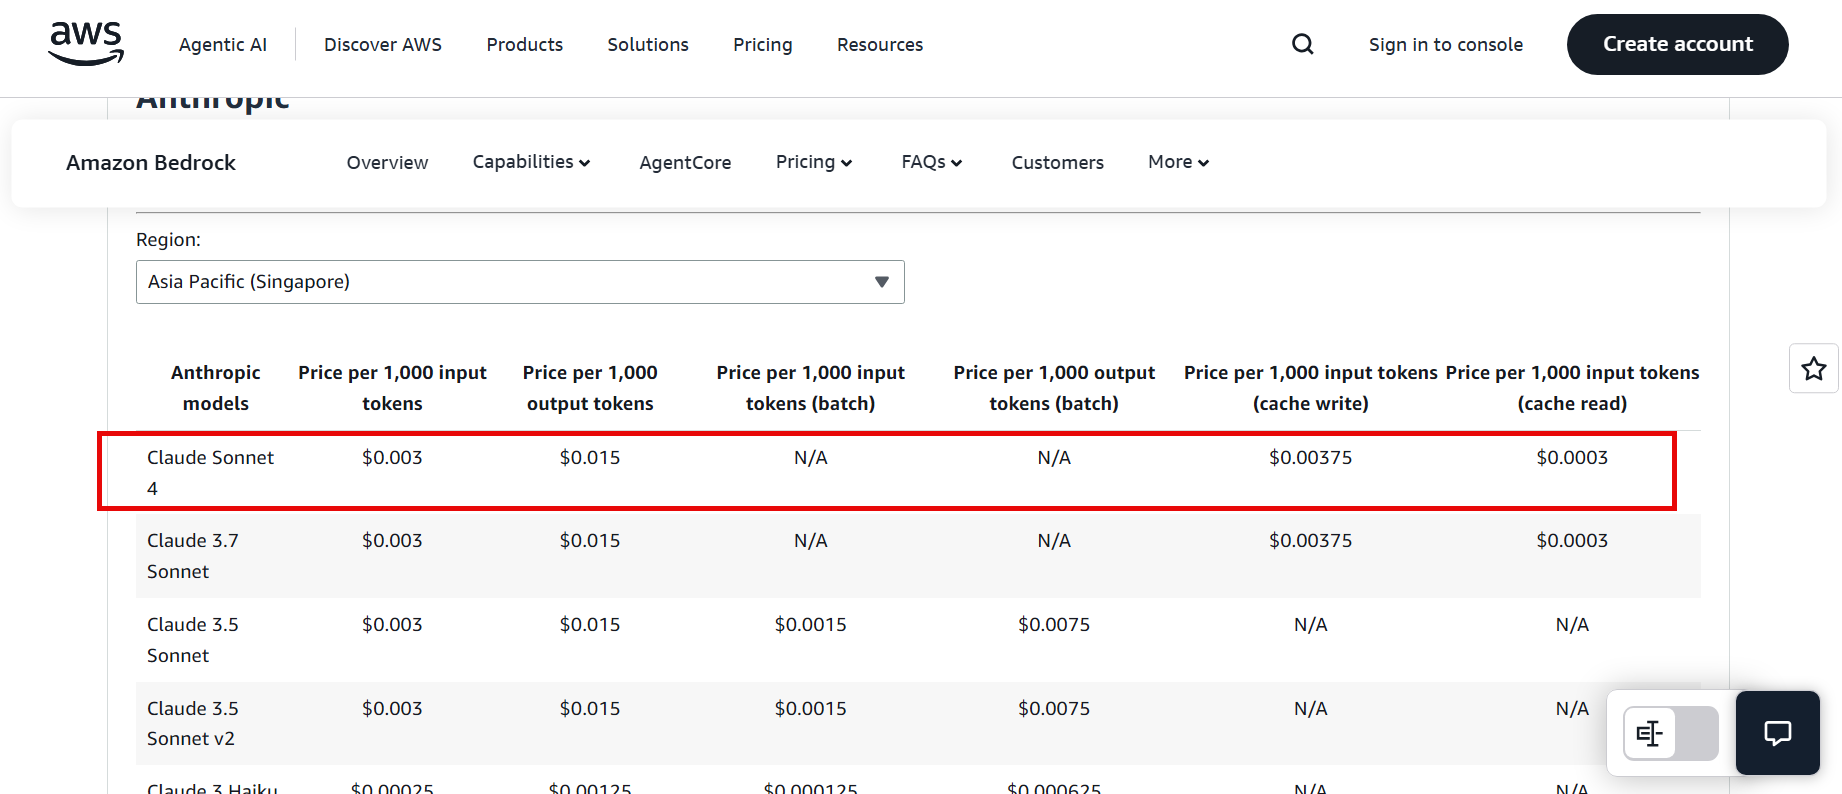 aws
Agentic AI
Discover AWS
Products
Solutions
Pricing
Resources
Sign in to console
Create account
Anthropic
Amazon Bedrock
Overview
Capabilities
AgentCore
Pricing
FAQs
Customers
More
Region:
Asia Pacific (Singapore)
Anthropic models
Price per 1,000 input tokens
Price per 1,000 output tokens
Price per 1,000 input tokens (batch)
Price per 1,000 output tokens (batch)
Price per 1,000 input tokens (cache write)
Price per 1,000 input tokens (cache read)
Claude Sonnet 4 $0.003 $0.015 N/A N/A $0.00375 $0.0003
Claude 3.7 Sonnet $0.003 $0.015 N/A N/A $0.00375 $0.0003
Claude 3.5 Sonnet $0.003 $0.015 $0.0015 $0.0075 N/A N/A
Claude 3.5 Sonnet v2 $0.003 $0.015 $0.0015 $0.0075 N/A N/A
Claude 3 Haiku $0.00025 $0.00125 $0.000125 $0.000625 N/A N/A